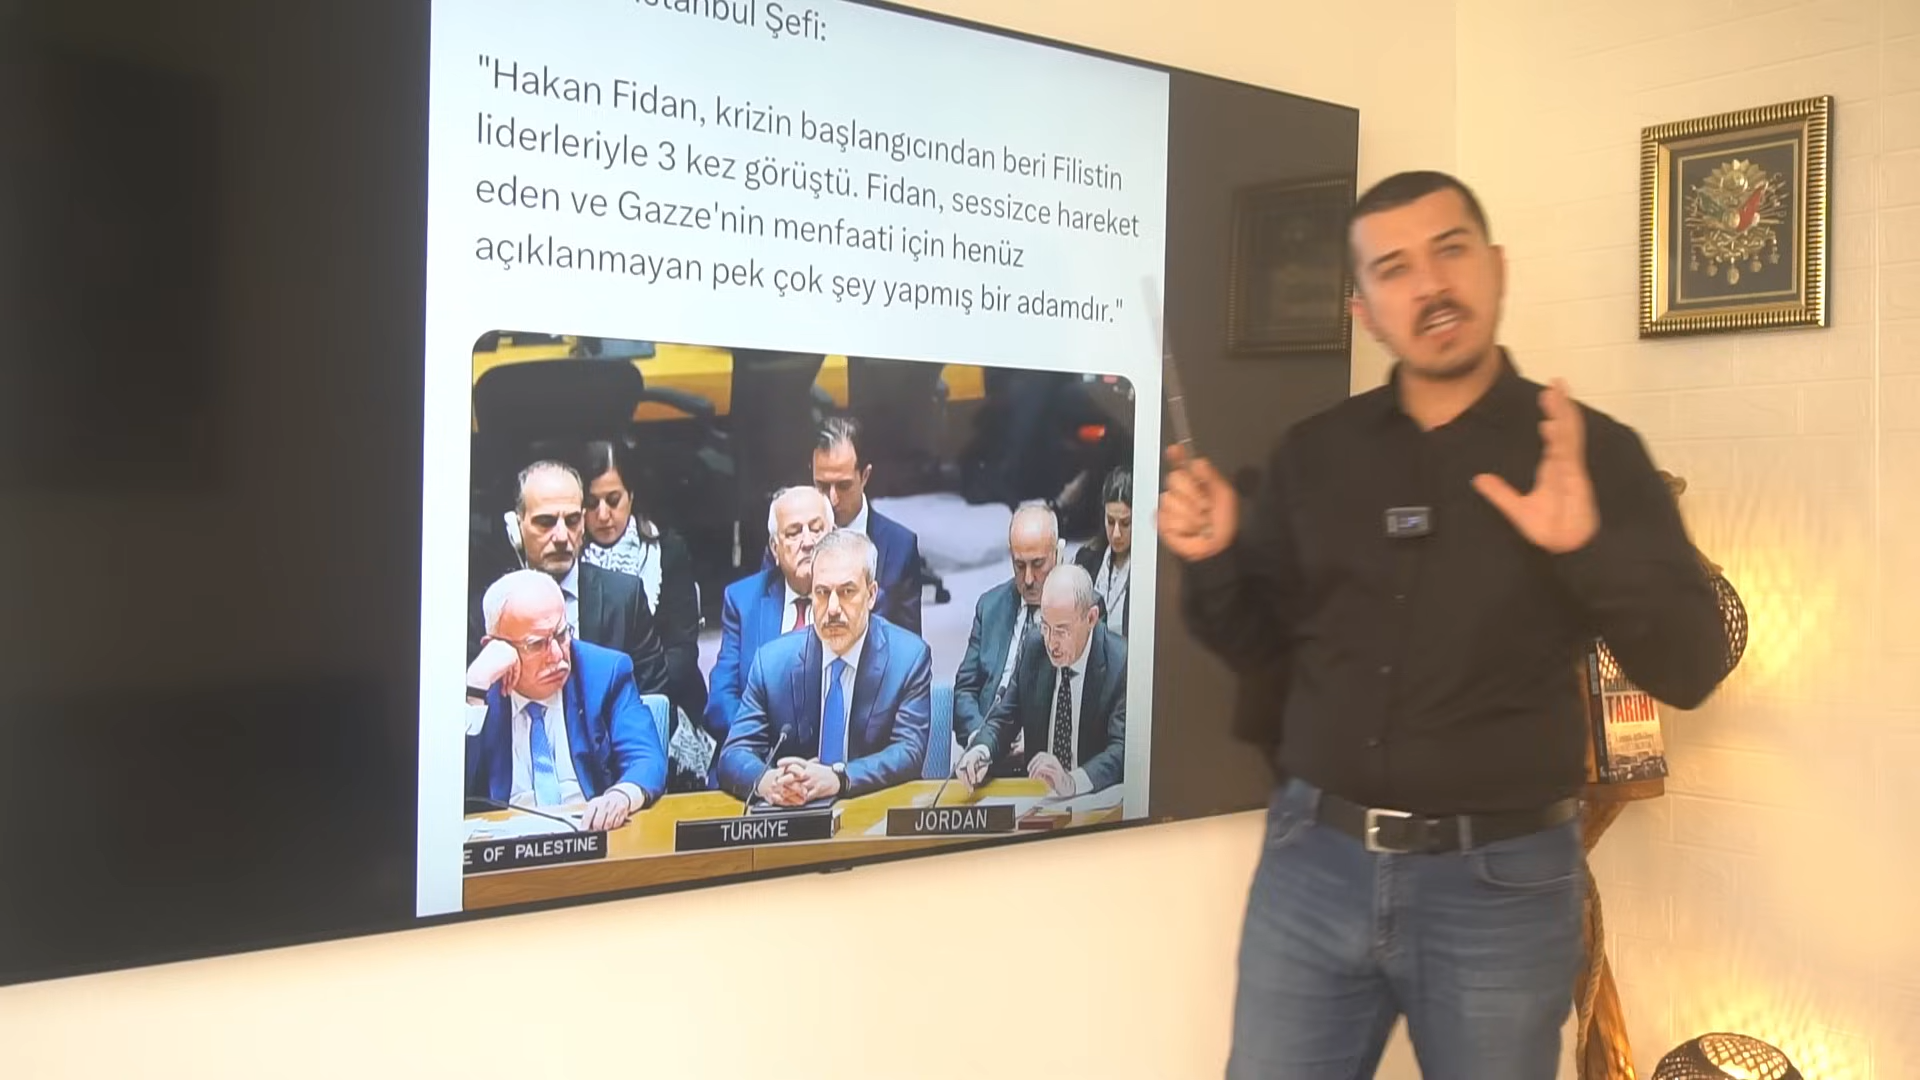 Şefi:
"Hakan Fidan, krizin başlangıcından beri Filistin
liderleriyle 3 kez görüştü. Fidan, sessizce hareket
eden ve Gazze'nin menfaati için henüz
açıklanmayan pek çok şey yapmış bir adamdır."
E OF PALESTINE
TÜRKİYE
JORDAN
TARİHİ